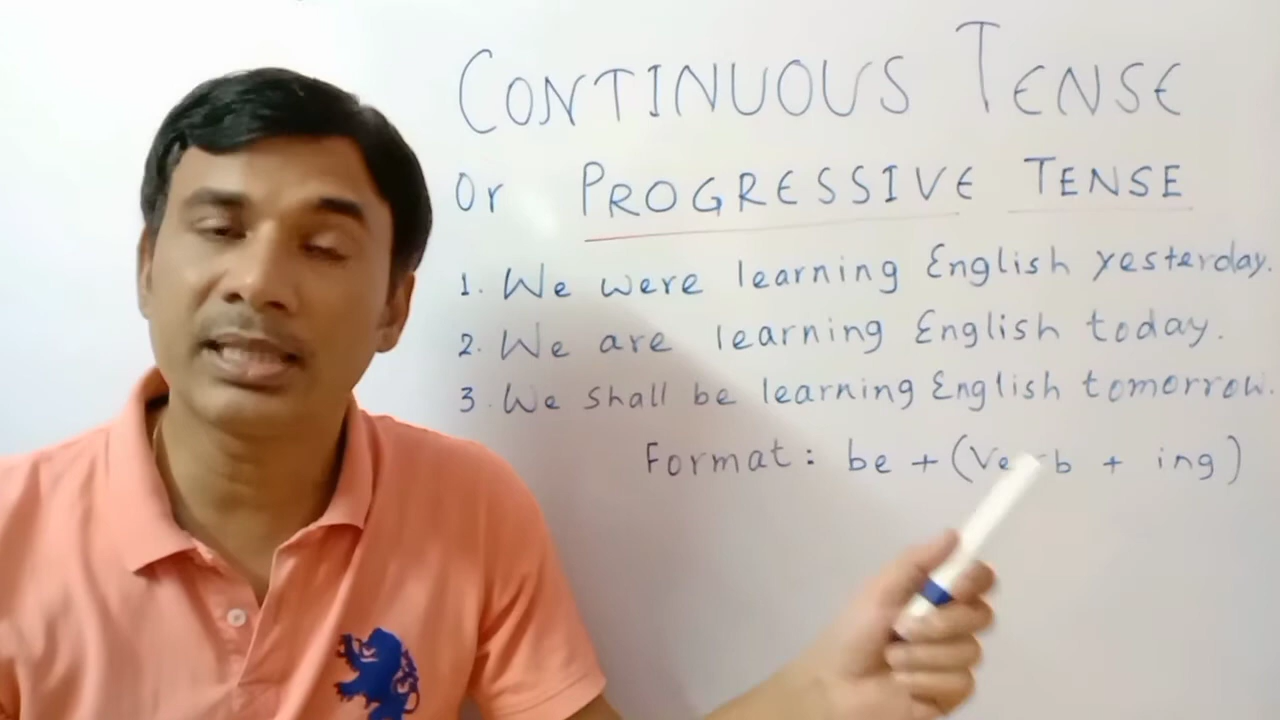 CONTINUOUS TENSE
Or PROGRESSIVE TENSE
1. We were learning English yesterday.
2. We are learning English today.
3. We shall be learning English tomorrow.
Format: be + (Verb + ing)